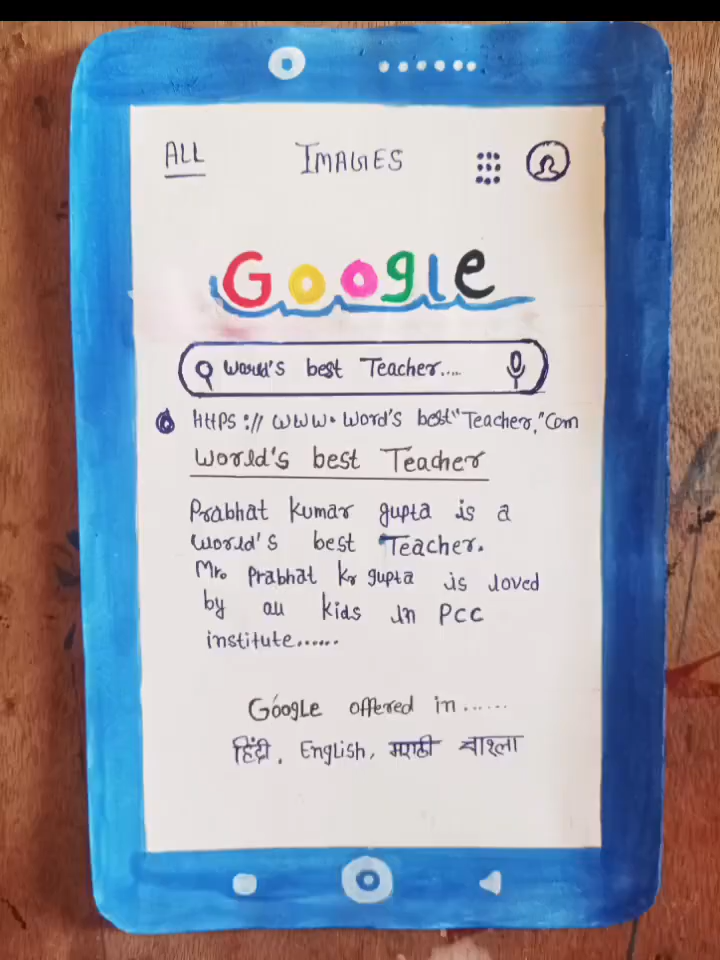 ALL IMAGES
Google
World's best Teacher....
HttPS :// WWW. Word's best "Teacher," Com
World's best Teacher
Prabhat Kumar gupta is a
World's best Teacher.
Mr. Prabhat Kr gupta is loved
by all kids in PCC
institute......
Google offered in......
हिंदी, English, मराठी बाश्ला